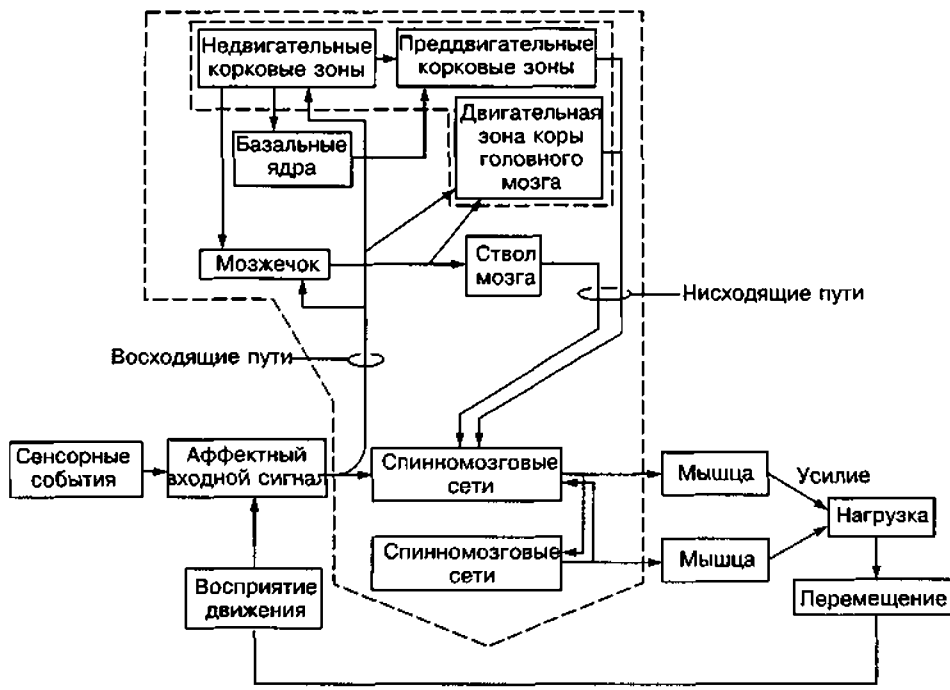 Недвигательные
корковые зоны
Преддвигательные
корковые зоны
Двигательная
зона коры
головного
мозга
Базальные
ядра
Мозжечок
Ствол
мозга
Нисходящие пути
Восходящие пути
Сенсорные
события
Аффектный
входной сигнал
Спинномозговые
сети
Мышца
Усилие
Нагрузка
Спинномозговые
сети
Мышца
Восприятие
движения
Перемещение